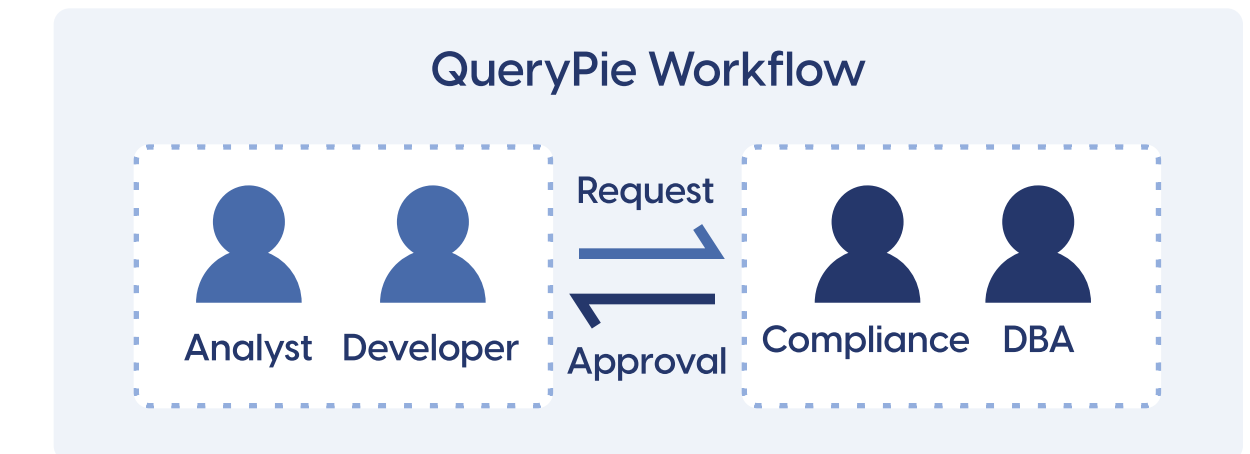 QueryPie Workflow
Request
Analyst Developer
Approval
Compliance DBA